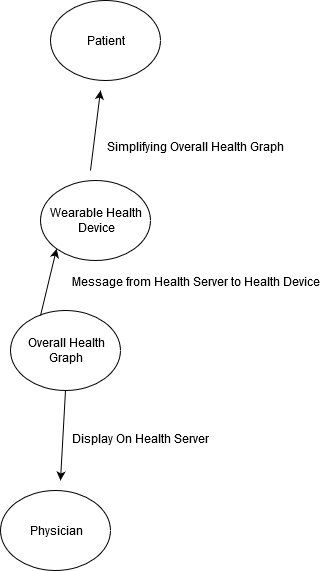 Patient
Simplifying Overall Health Graph
Wearable Health
Device
Message from Health Server to Health Device
Overall Health
Graph
Display On Health Server
Physician